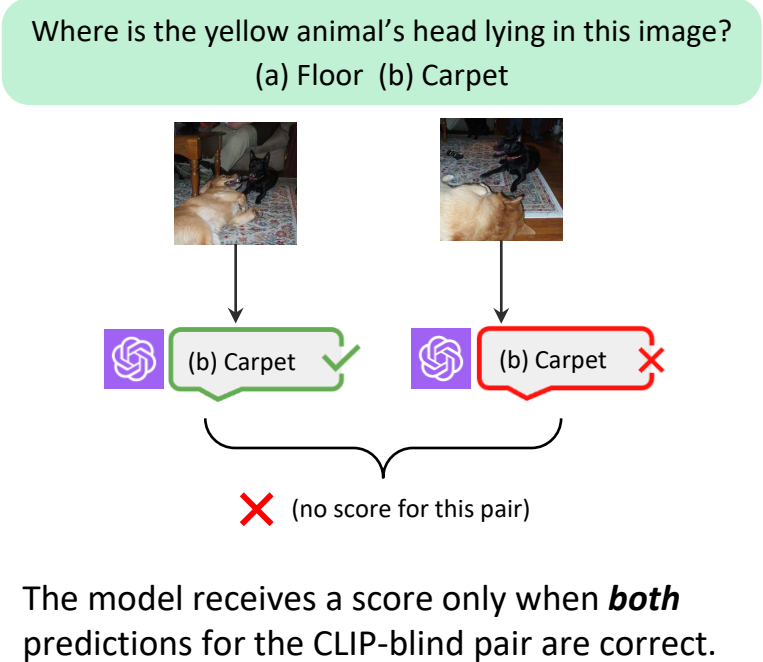 Where is the yellow animal’s head lying in this image?
(a) Floor (b) Carpet
(b) Carpet
(b) Carpet
(no score for this pair)
The model receives a score only when both
predictions for the CLIP-blind pair are correct.